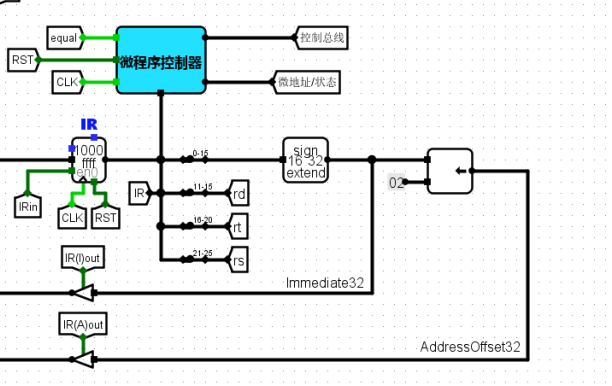 equal
微程序控制器
控制总线
RST
CLK
微地址/状态
IR
1000
ffff
en0
0-15
sign
16 32
extend
02
IR
11-15
rd
IRin
CLK
RST
16-20
rt
21-25
rs
IR(I)out
Immediate32
IR(A)out
AddressOffset32